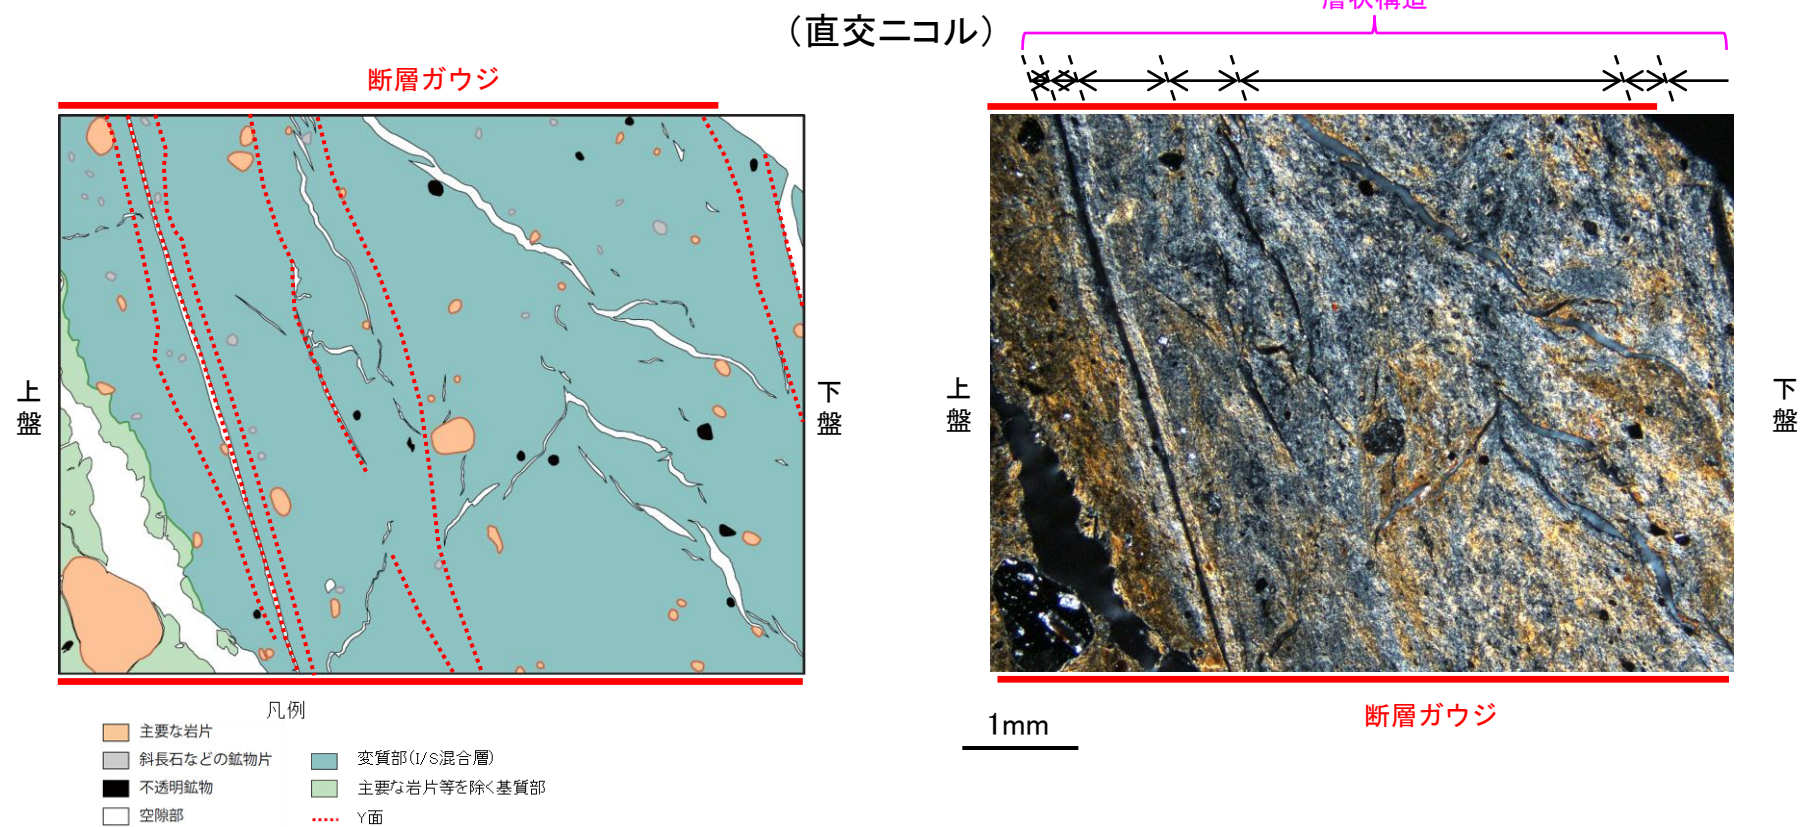 層状構造
（直交ニコル）
断層ガウジ
上盤
下盤
上盤
下盤
断層ガウジ
1mm
凡例
主要な岩片
斜長石などの鉱物片
不透明鉱物
空隙部
変質部(I/S混合層)
主要な岩片等を除く基質部
Y面